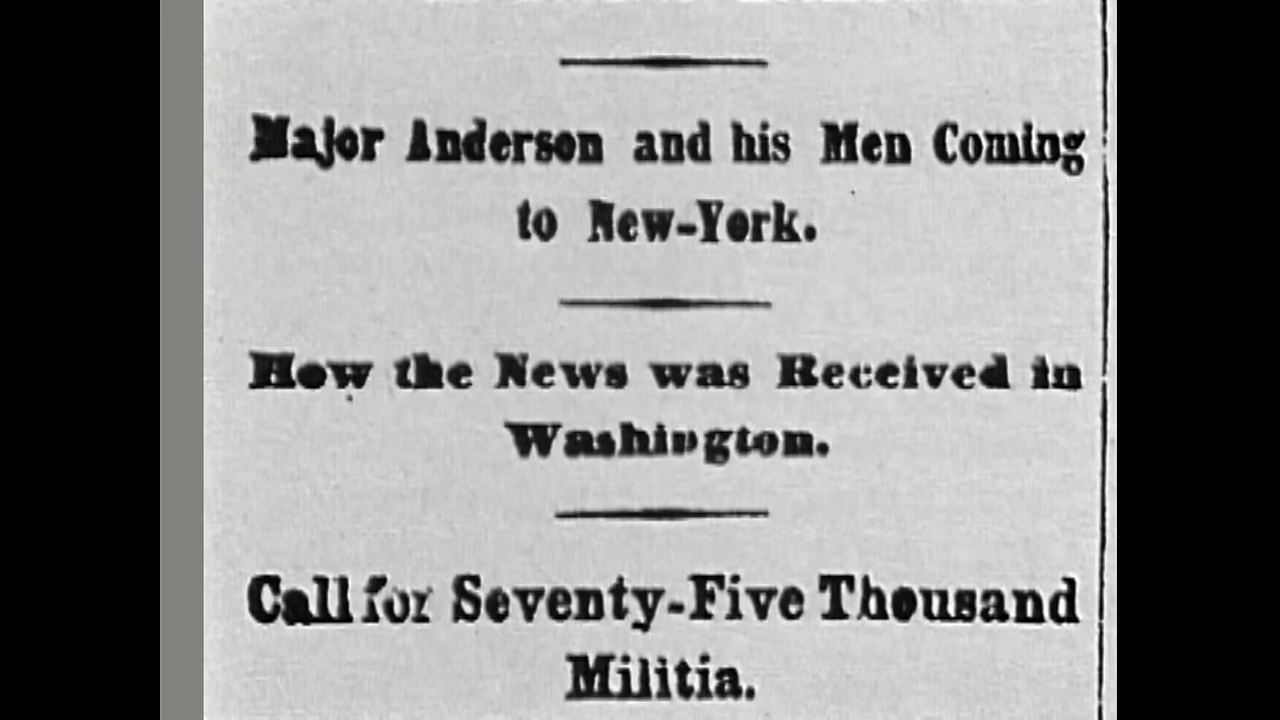 Major Anderson and his Men Coming
to New-York.
How the News was Received in
Washington.
Call for Seventy-Five Thousand
Militia.